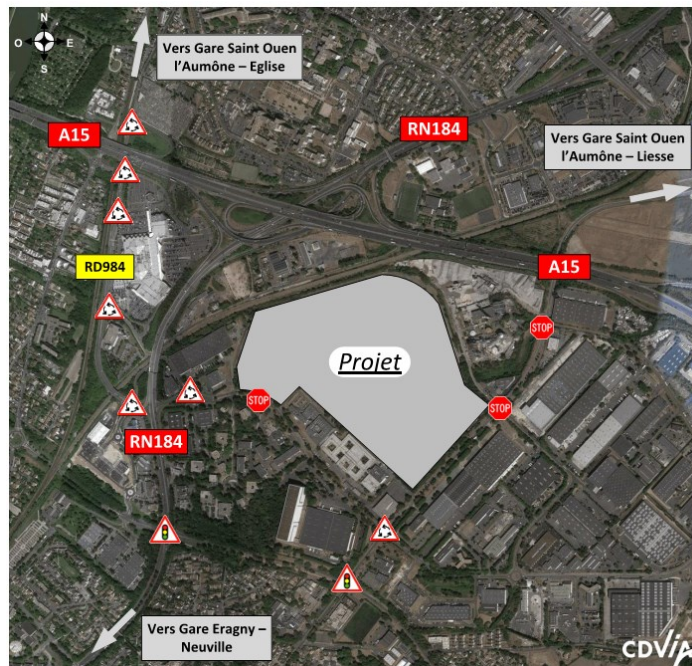 N
O
E
S
Vers Gare Saint Ouen
l'Aumône – Eglise
A15
RN184
Vers Gare Saint Ouen
l'Aumône – Liesse
RD984
A15
STOP
Projet
STOP
STOP
RN184
Vers Gare Eragny –
Neuville
CDVIA